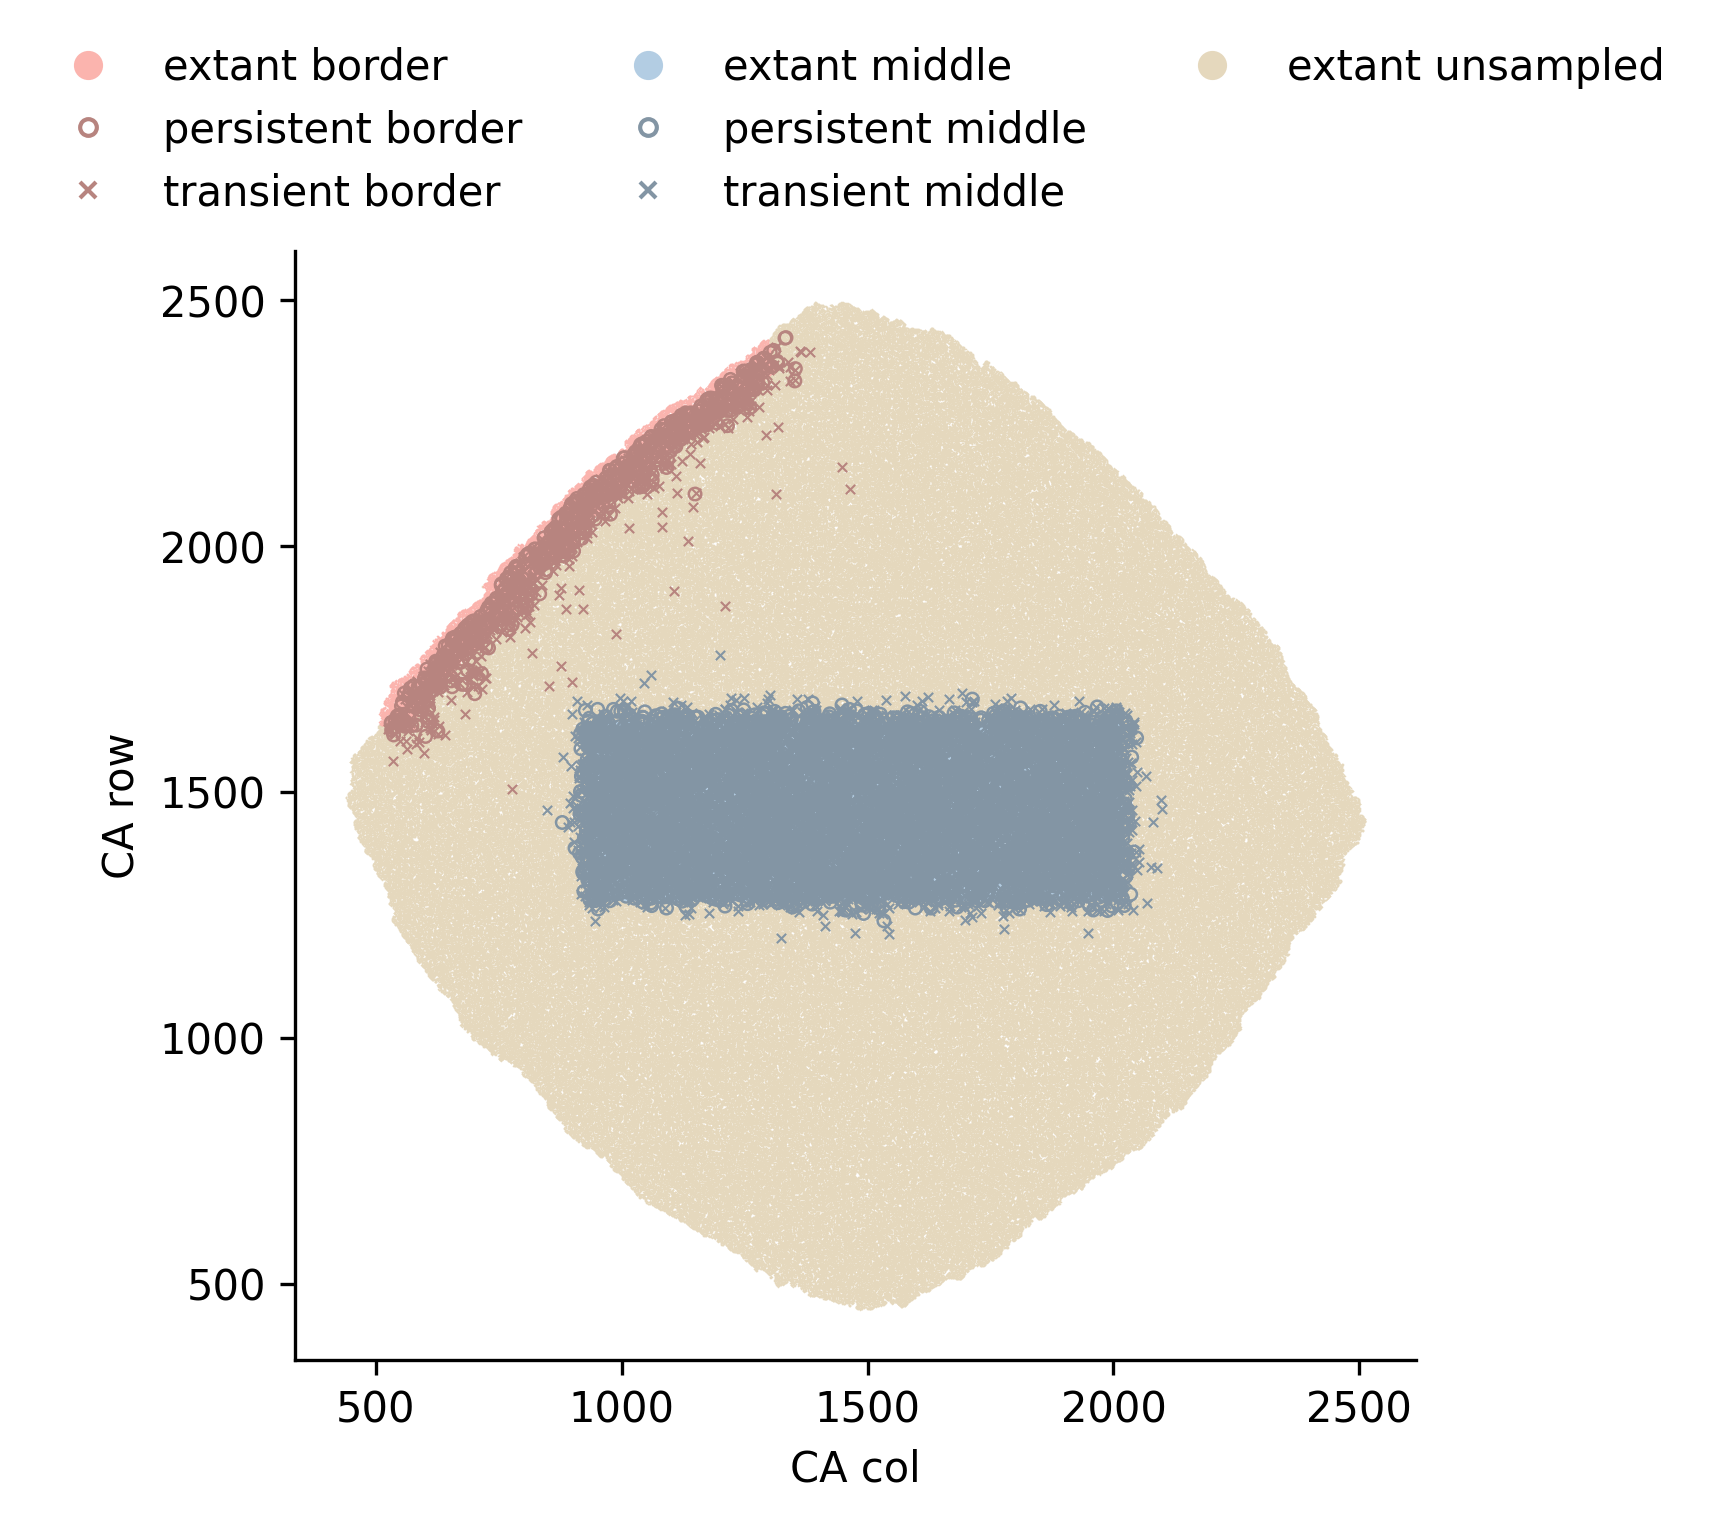 extant border
persistent border
transient border
extant middle
persistent middle
transient middle
extant unsampled
2500
2000
1500
1000
500
CA row
500
1000
1500
2000
2500
CA col